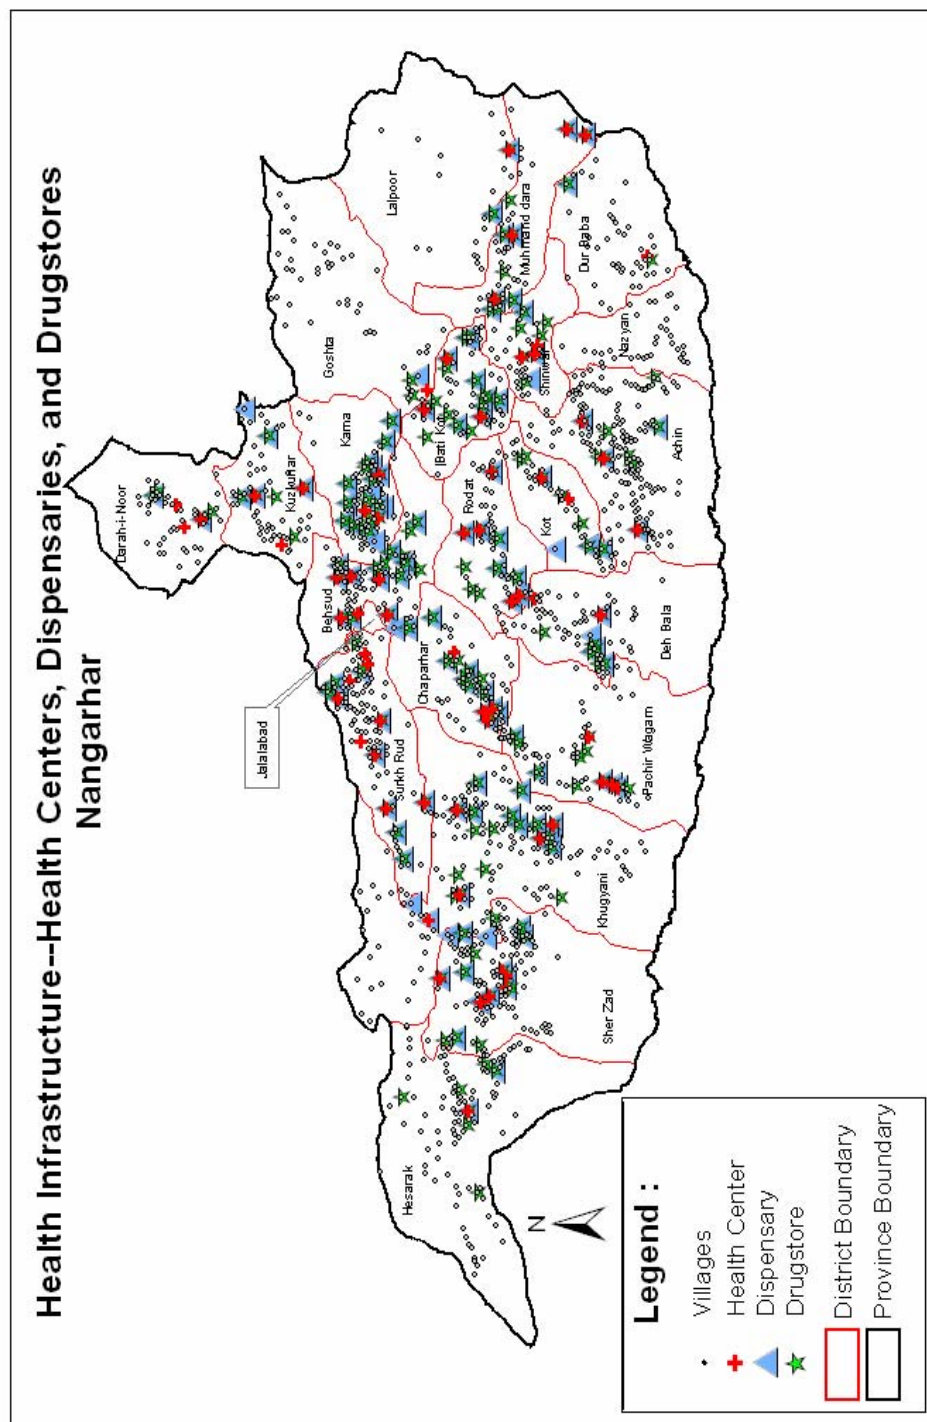 Health Infrastructure--Health Centers, Dispensaries, and Drugstores
Nangarhar
Darah-i-Noor
Kuzkunar
Goshta
Lalpoor
Kama
Behsud
Jalalabad
Surkh Rud
Chaparhar
Rodat
Bati Kot
Muhmand dara
Shinwar
Dur Baba
Nazyan
Achin
Kot
Deh Bala
Pachir Wagam
Khugyani
Sher Zad
Hesarak
N
Legend :
Villages
Health Center
Dispensary
Drugstore
District Boundary
Province Boundary